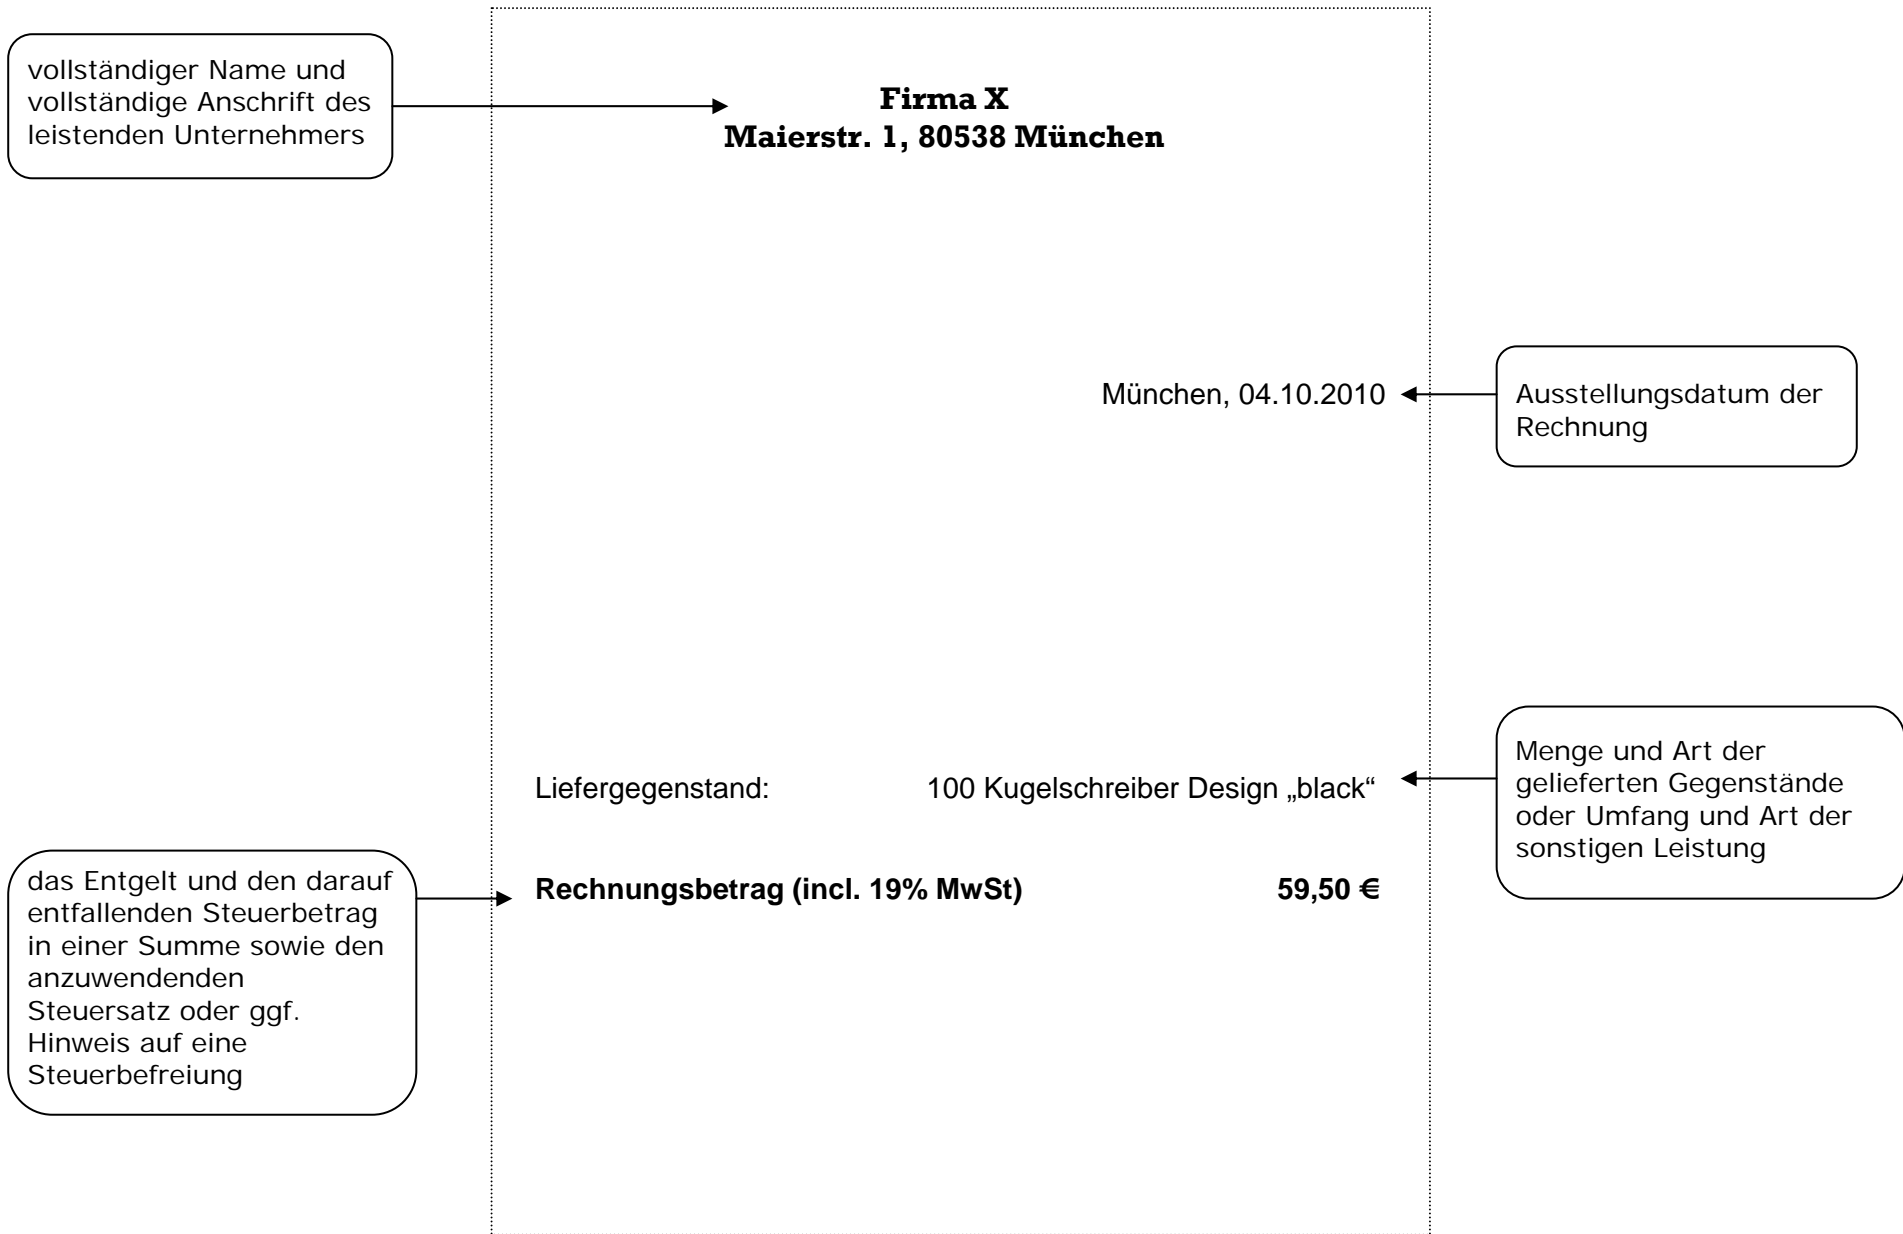 vollständiger Name und
vollständige Anschrift des
leistenden Unternehmers
Firma X
Maierstr. 1, 80538 München
München, 04.10.2010
Ausstellungsdatum der
Rechnung
Liefergegenstand: 100 Kugelschreiber Design „black“
Menge und Art der
gelieferten Gegenstände
oder Umfang und Art der
sonstigen Leistung
das Entgelt und den darauf
entfallenden Steuerbetrag
in einer Summe sowie den
anzuwendenden
Steuersatz oder ggf.
Hinweis auf eine
Steuerbefreiung
Rechnungsbetrag (incl. 19% MwSt) 59,50 €